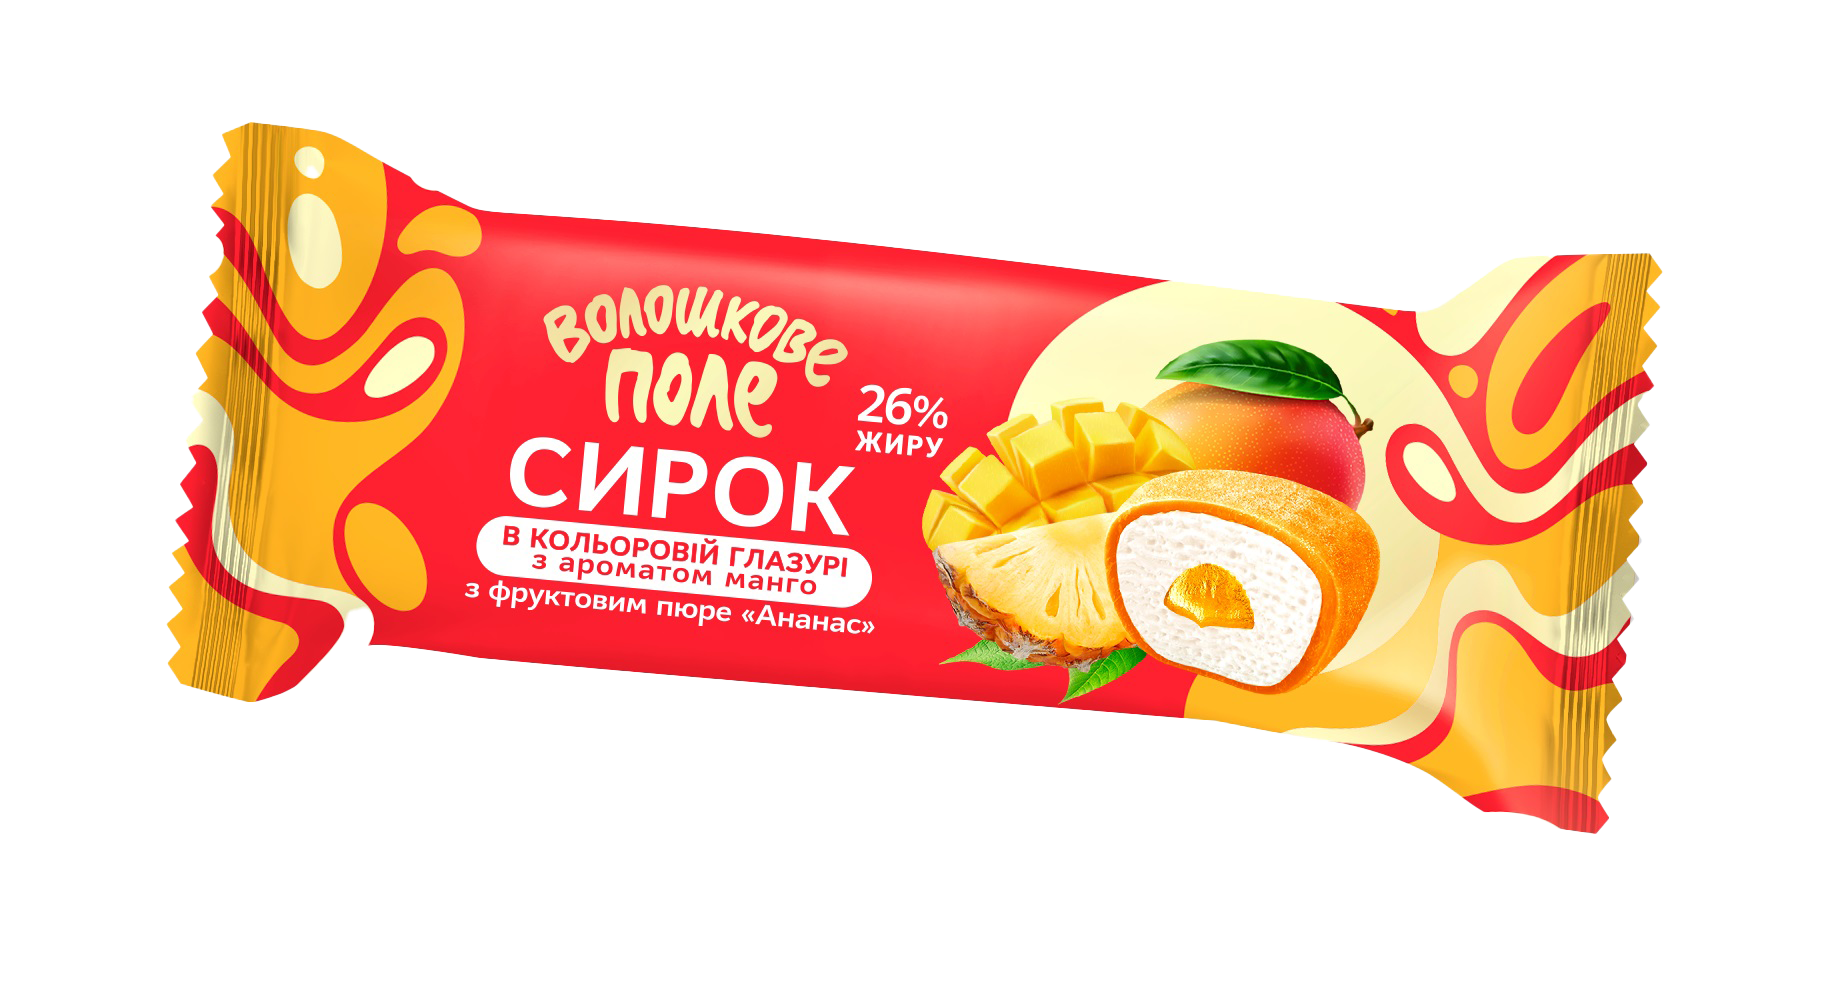 ВОЛОШКОВЕ
ПОЛЕ
26%
ЖИРУ
СИРОК
В КОЛЬОРОВІЙ ГЛАЗУРІ
з ароматом манго
з фруктовим пюре «Ананас»